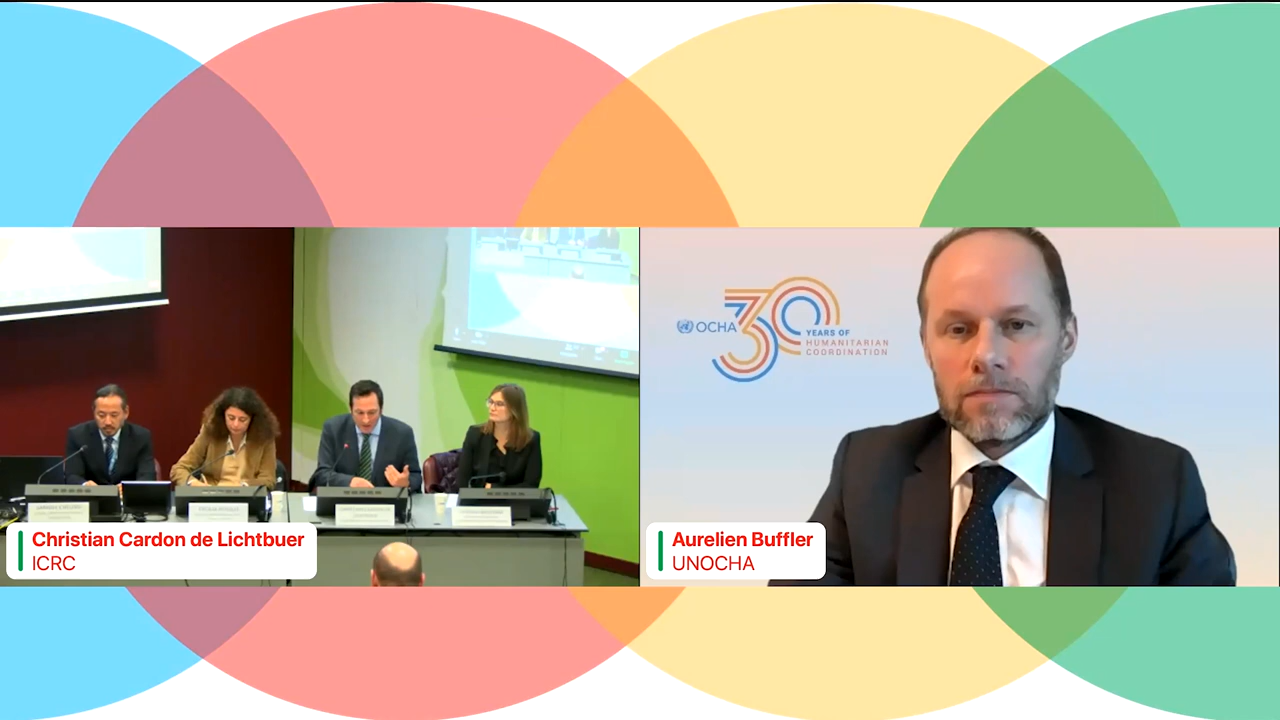 OCHA
30
YEARS OF
HUMANITARIAN
COORDINATION
Christian Cardon de Lichtbuer
ICRC
Aurelien Buffler
UNOCHA